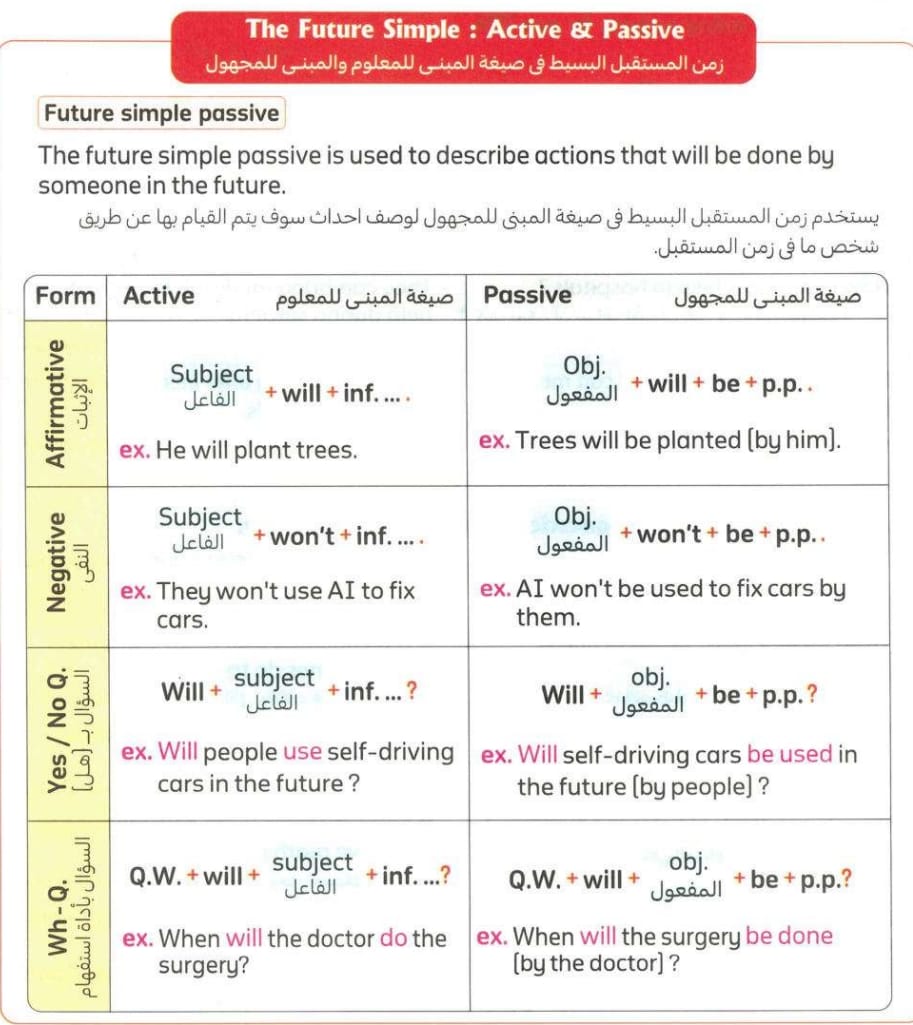 The Future Simple : Active & Passive
زمن المستقبل البسيط فى صيغة المبنـى للمعلوم والمبنـى للمجهول
Future simple passive
The future simple passive is used to describe actions that will be done by
someone in the future.
يستخدم زمن المستقبل البسيط فى صيغة المبنى للمجهول لوصف احداث سوف يتم القيام بها عن طريق
شخص ما فى زمن المستقبل.
Form Active صيغة المبنـى للمعلوم Passive صيغة المبنـى للمجهول
Affirmative
الإثبات
Subject
الفاعل
+ will + inf. ... .
ex. He will plant trees.
Obj.
المفعول
+ will + be + p.p. .
ex. Trees will be planted (by him).
Negative
النفى
Subject
الفاعل
+ won't + inf. ... .
ex. They won't use AI to fix
cars.
Obj.
المفعول
+ won't + be + p.p. .
ex. AI won't be used to fix cars by
them.
Yes / No Q.
السؤال بـ (هـل)
Will + subject
الفاعل
+ inf. ... ?
ex. Will people use self-driving
cars in the future ?
Will + obj.
المفعول
+ be + p.p. ?
ex. Will self-driving cars be used in
the future (by people) ?
Wh - Q.
السؤال بأداة استفهام
Q.W. + will + subject
الفاعل
+ inf. ...?
ex. When will the doctor do the
surgery?
Q.W. + will + obj.
المفعول
+ be + p.p.?
ex. When will the surgery be done
(by the doctor) ?